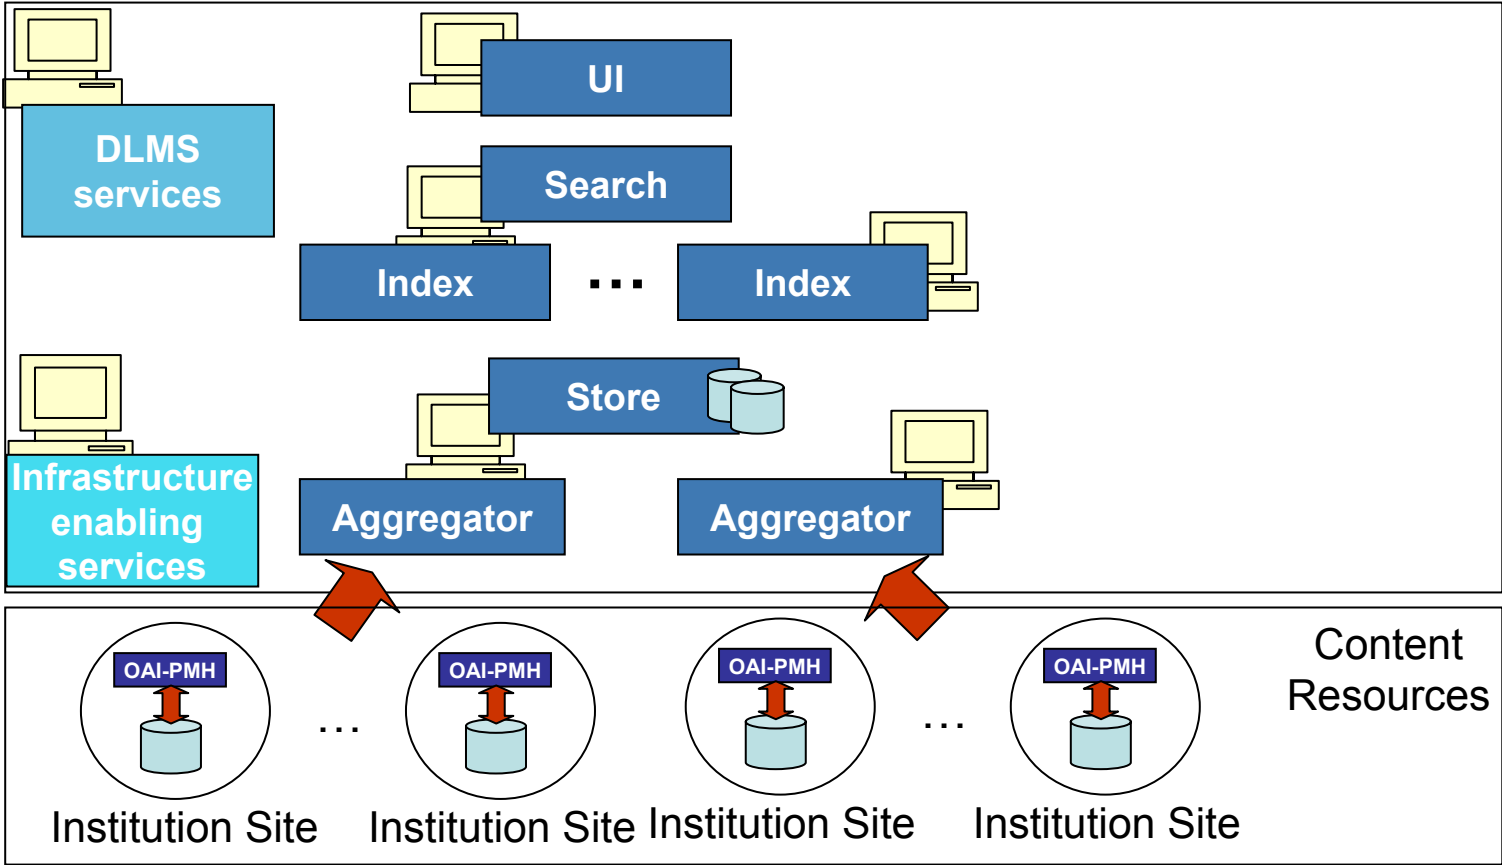 UI
DLMS
services
Search
Index
...
Index
Store
Infrastructure
enabling
services
Aggregator
Aggregator
Content
Resources
OAI-PMH
...
OAI-PMH
OAI-PMH
...
OAI-PMH
Institution Site
Institution Site
Institution Site
Institution Site